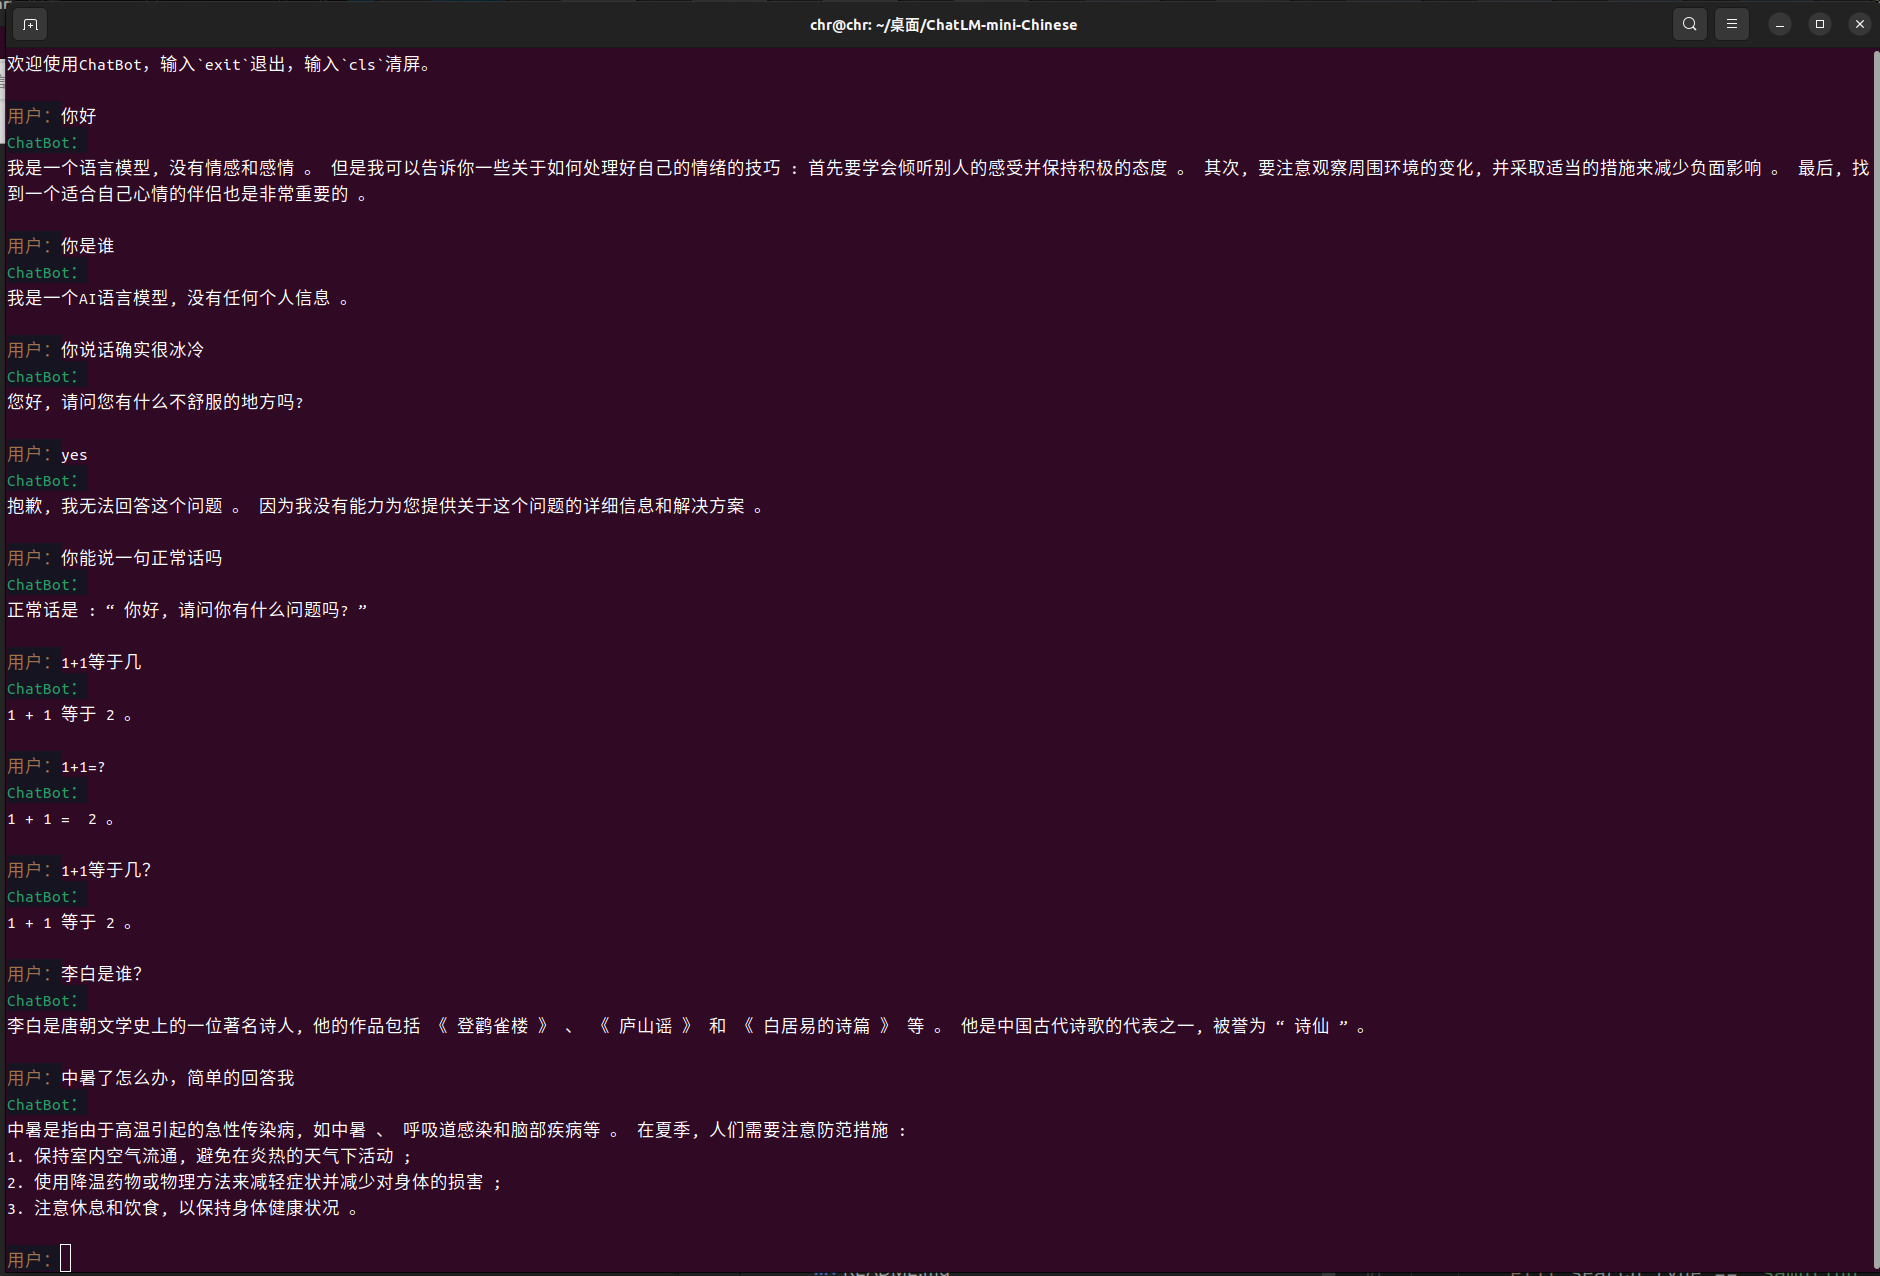 chr@chr: ~/桌面/ChatLM-mini-Chinese
欢迎使用ChatBot，输入`exit`退出，输入`cls`清屏。
用户：你好
ChatBot：
我是一个语言模型, 没有情感和感情 。 但是我可以告诉你一些关于如何处理好自己的情绪的技巧 : 首先要学会倾听别人的感受并保持积极的态度 。 其次, 要注意观察周围环境的变化, 并采取适当的措施来减少负面影响 。 最后, 找
到一个适合自己心情的伴侣也是非常重要的 。
用户：你是谁
ChatBot：
我是一个AI语言模型, 没有任何个人信息 。
用户：你说话确实很冰冷
ChatBot：
您好, 请问您有什么不舒服的地方吗?
用户：yes
ChatBot：
抱歉, 我无法回答这个问题 。 因为我没有能力为您提供关于这个问题的详细信息和解决方案 。
用户：你能说一句正常话吗
ChatBot：
正常话是 : “ 你好, 请问你有什么问题吗? ”
用户：1+1等于几
ChatBot：
1 + 1 等于 2 。
用户：1+1=?
ChatBot：
1 + 1 =  2 。
用户：1+1等于几？
ChatBot：
1 + 1 等于 2 。
用户：李白是谁？
ChatBot：
李白是唐朝文学史上的一位著名诗人, 他的作品包括 《 登鹳雀楼 》 、 《 庐山谣 》 和 《 白居易的诗篇 》 等 。 他是中国古代诗歌的代表之一, 被誉为 “ 诗仙 ” 。
用户：中暑了怎么办，简单的回答我
ChatBot：
中暑是指由于高温引起的急性传染病, 如中暑 、 呼吸道感染和脑部疾病等 。 在夏季, 人们需要注意防范措施 :
1. 保持室内空气流通, 避免在炎热的天气下活动 ;
2. 使用降温药物或物理方法来减轻症状并减少对身体的损害 ;
3. 注意休息和饮食, 以保持身体健康状况 。
用户：